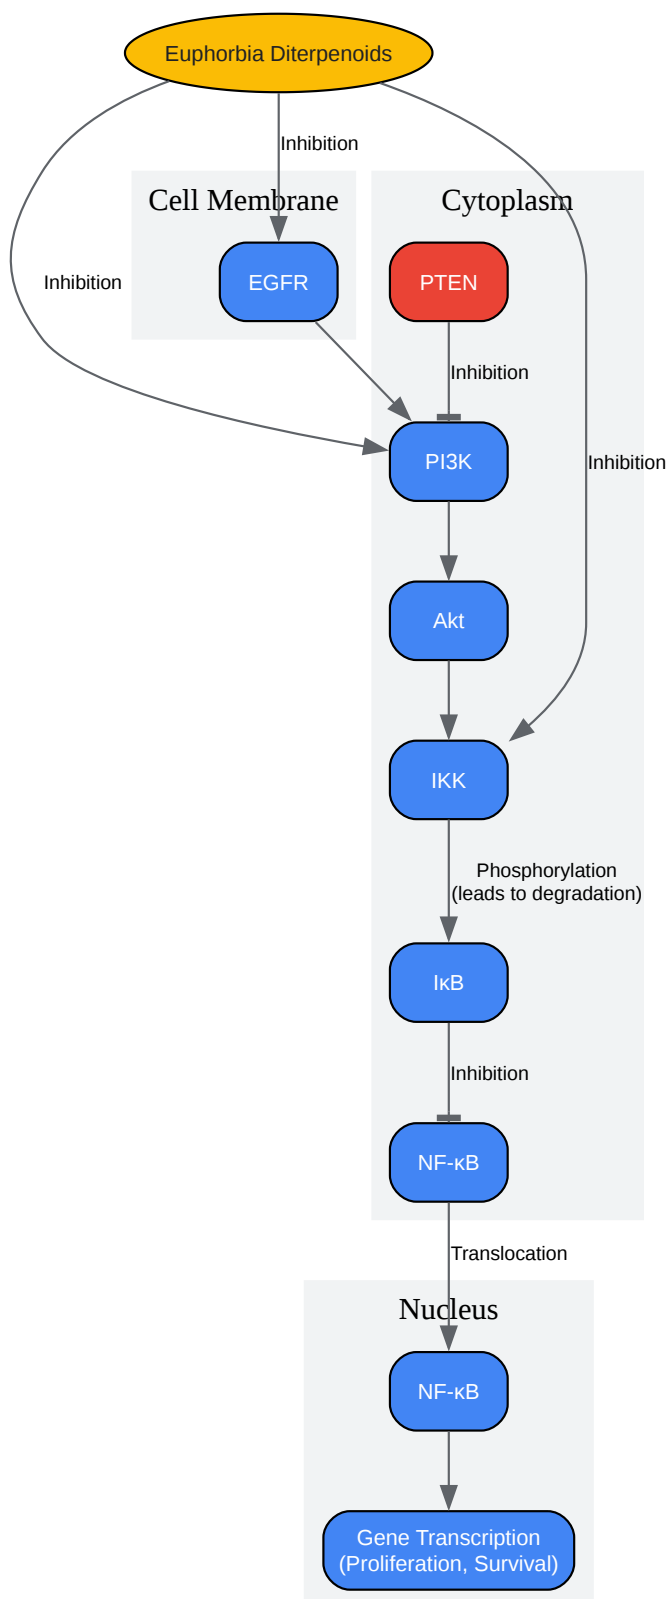 Euphorbia Diterpenoids
Inhibition
Cell Membrane
Cytoplasm
EGFR
PTEN
Inhibition
Inhibition
PI3K
Inhibition
Akt
IKK
Phosphorylation
(leads to degradation)
IκB
Inhibition
NF-κB
Translocation
Nucleus
NF-κB
Gene Transcription
(Proliferation, Survival)